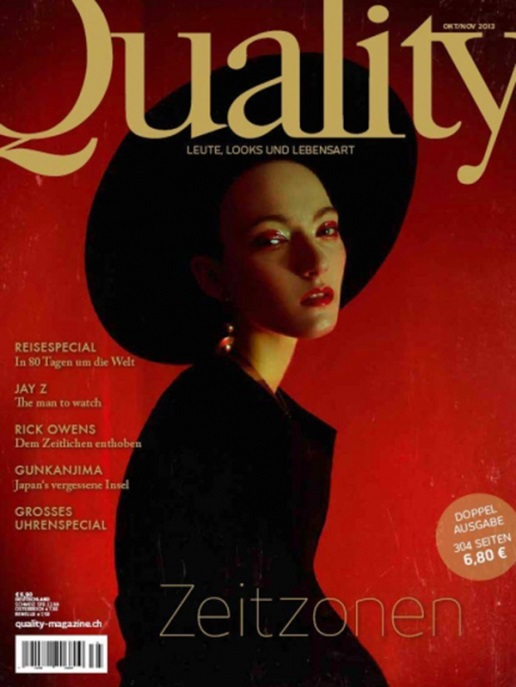 OKT/NOV 2013
Quality
LEUTE, LOOKS UND LEBENSART
REISESPECIAL
In 80 Tagen um die Welt
JAY Z
The man to watch
RICK OWENS
Dem Zeitlichen enthoben
GUNKANJIMA
Japan's vergessene Insel
GROSSES
UHRENSPECIAL
DOPPEL
AUSGABE
304 SEITEN
6,80 €
Zeitzonen
€ 6,80
DEUTSCHLAND
quality-magazine.ch